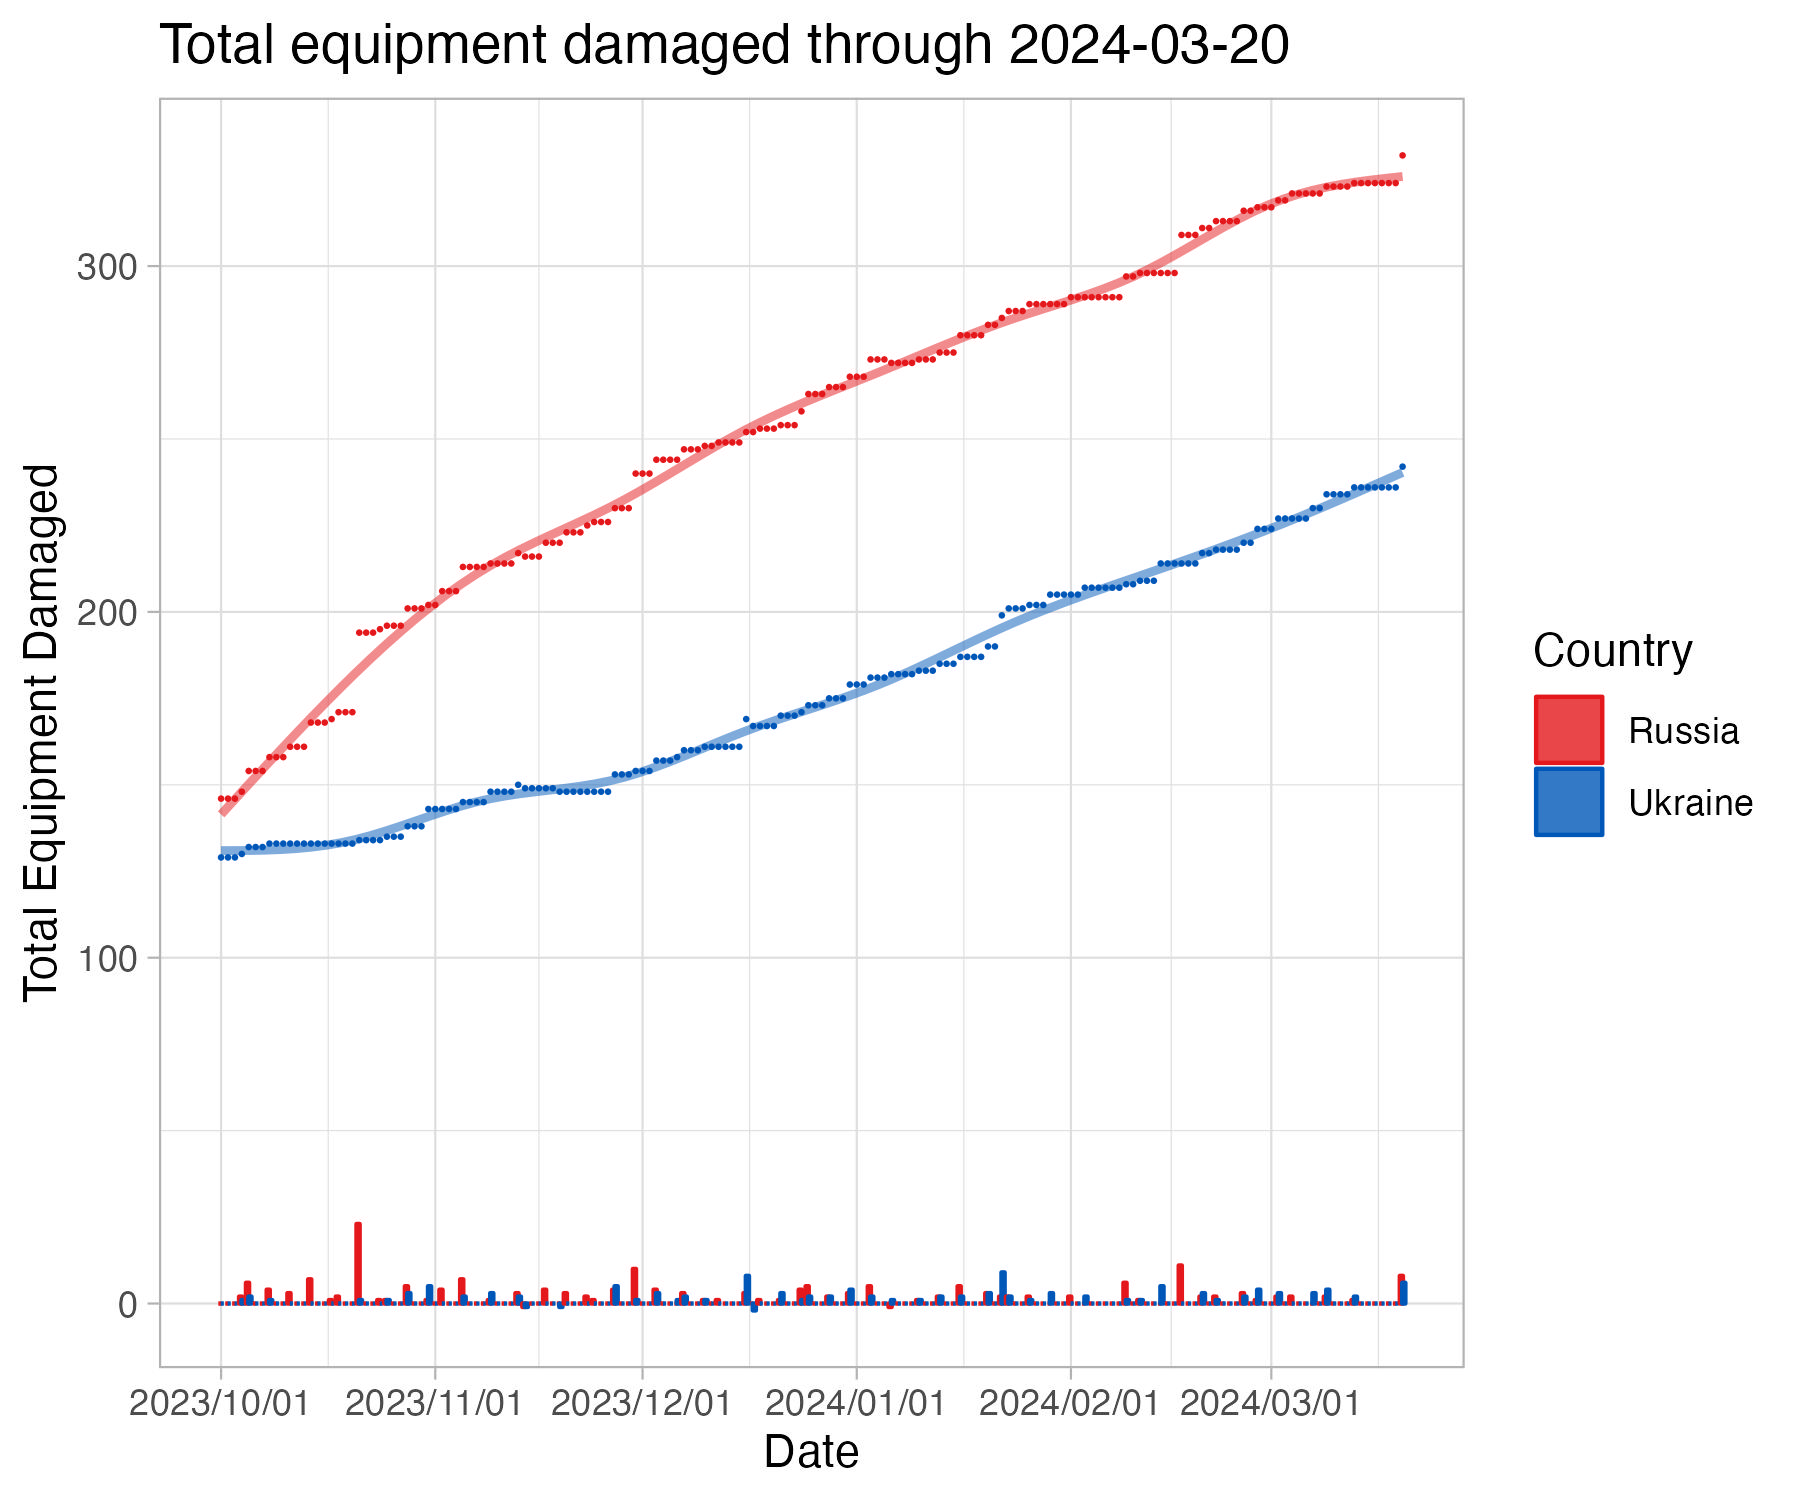 Total equipment damaged through 2024-03-20
Total Equipment Damaged
300
200
100
0
2023/10/01
2023/11/01
2023/12/01
2024/01/01
2024/02/01
2024/03/01
Date
Country
Russia
Ukraine